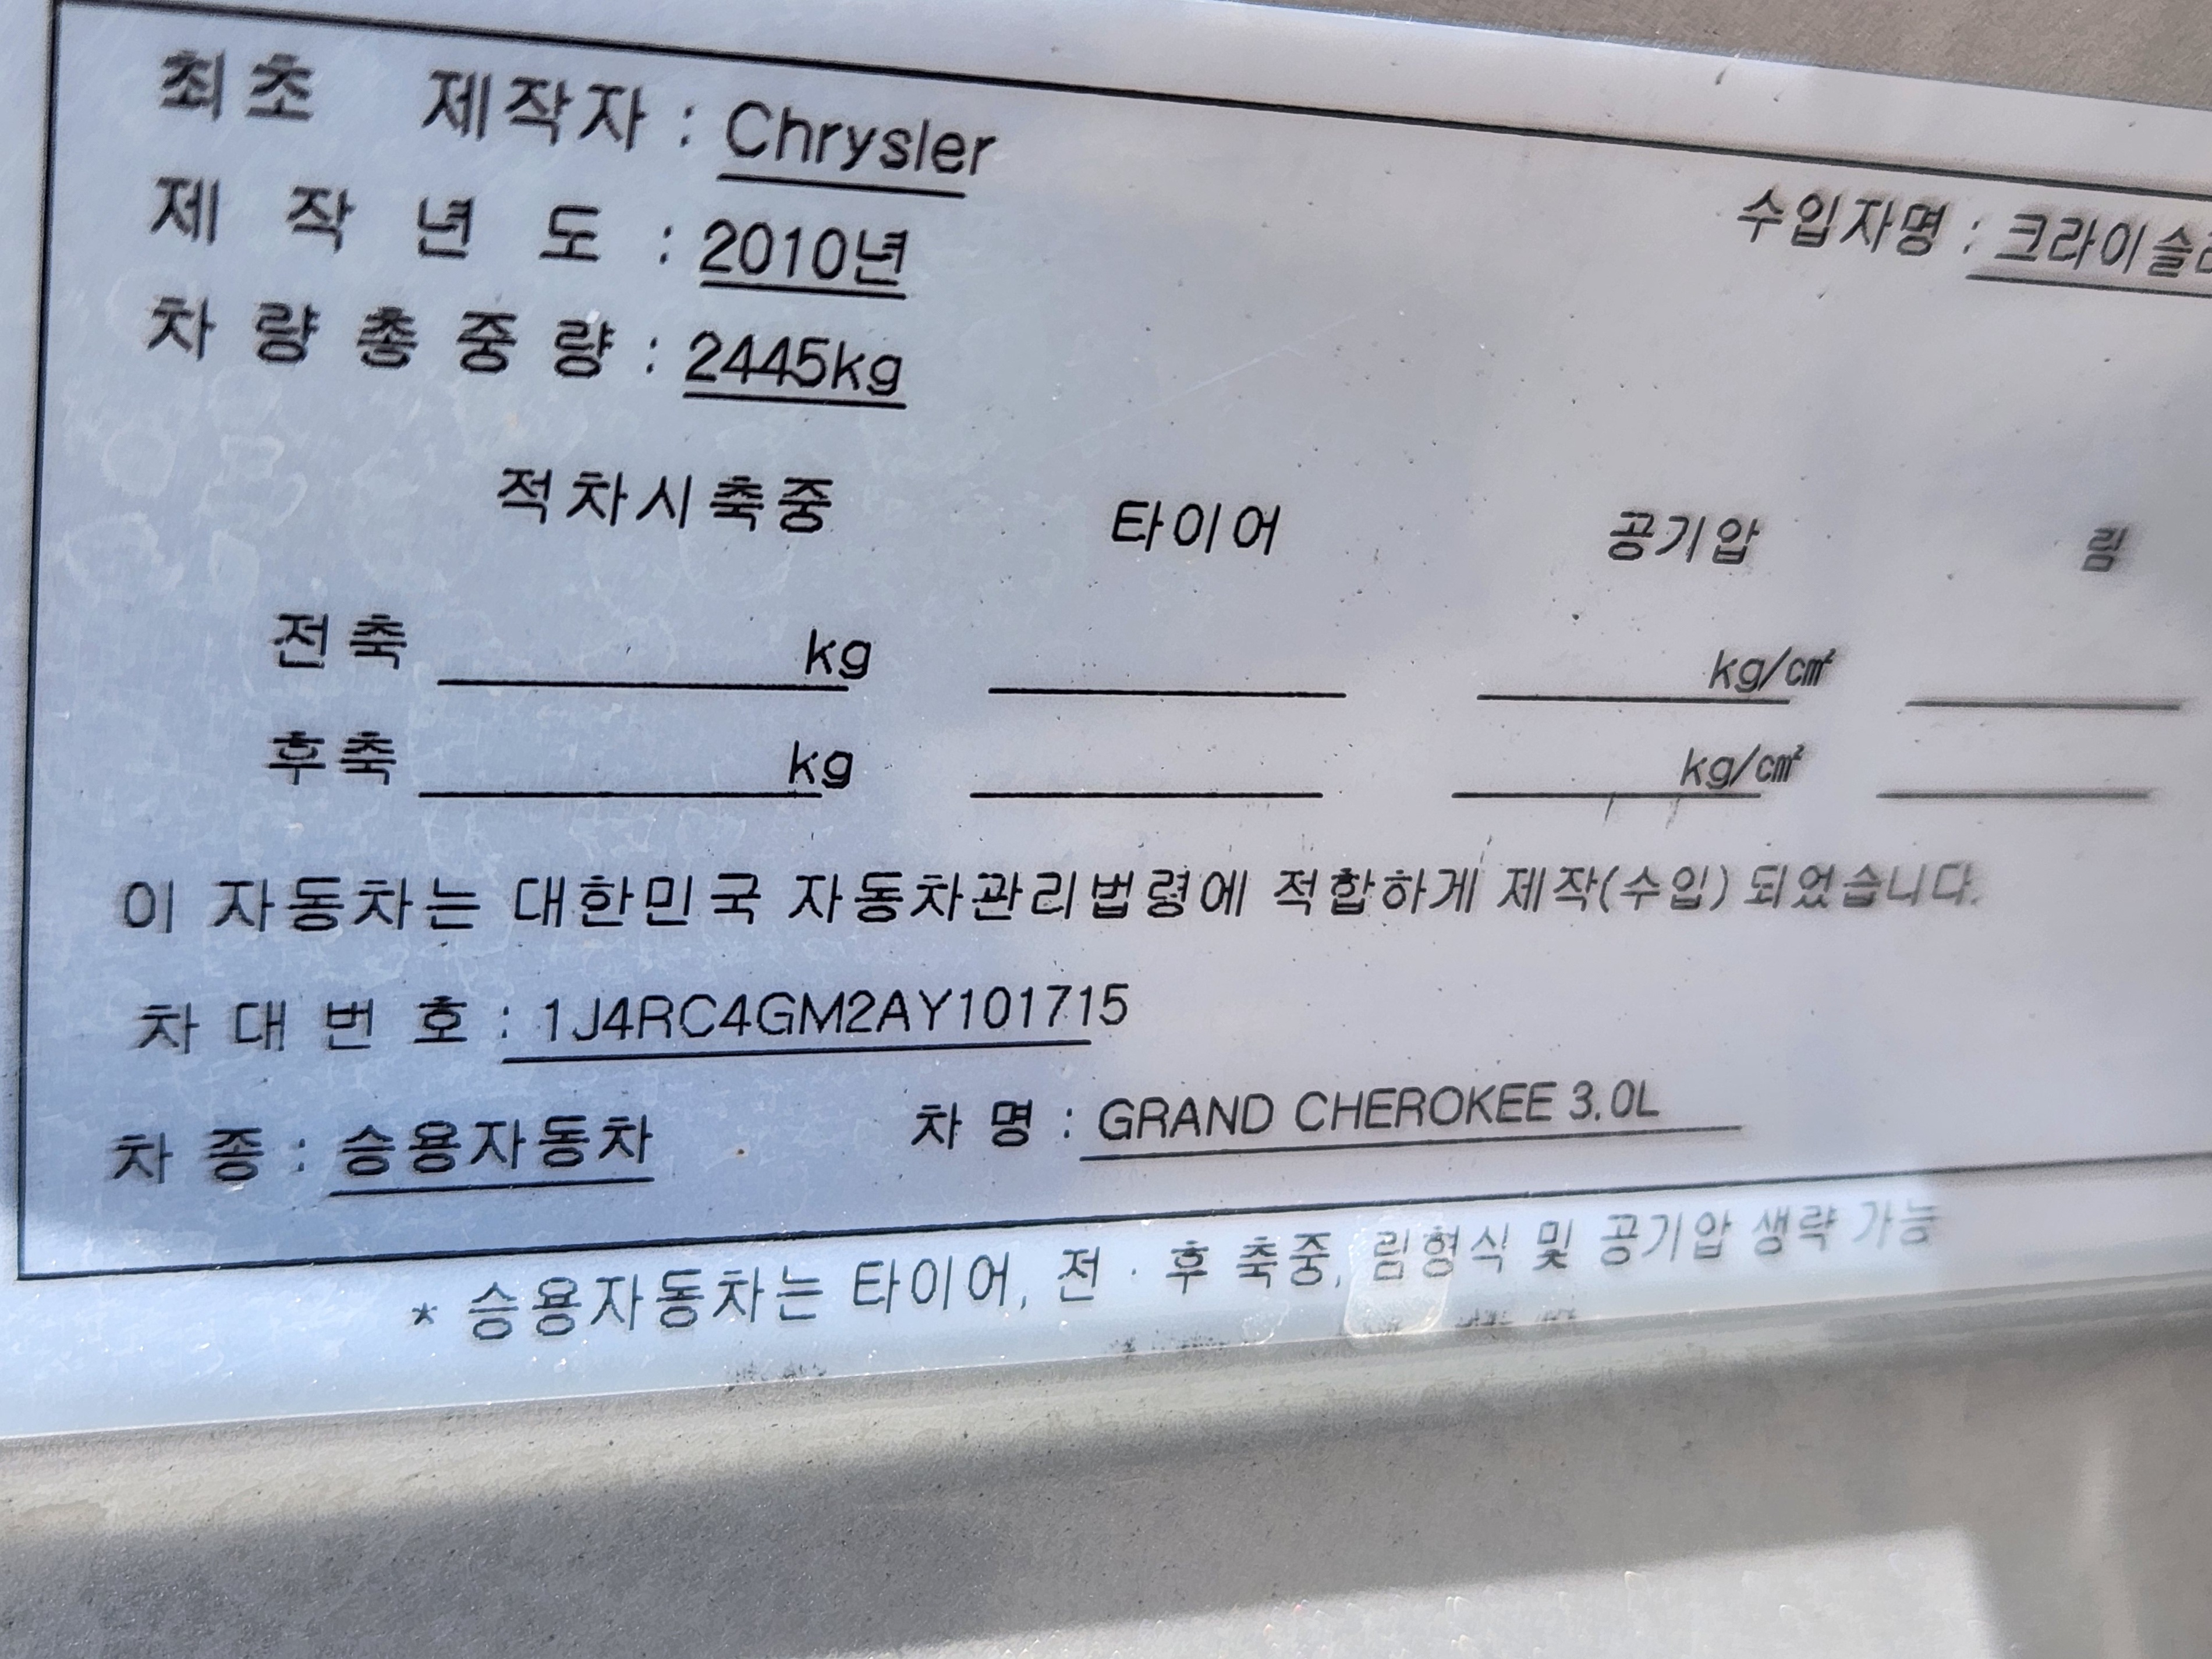 최초 제작자 : Chrysler
수입자명 : 크라이슬
제 작 년 도 : 2010년
차 량 총 중 량 : 2445kg
적차시축중 타이어 공기압 림
전축 kg kg/㎠
후축 kg kg/㎠
이 자동차는 대한민국 자동차관리법령에 적합하게 제작(수입) 되었습니다.
차 대 번 호 : 1J4RC4GM2AY101715
차 종 : 승용자동차 차 명 : GRAND CHEROKEE 3.0L
* 승용자동차는 타이어, 전 · 후 축중, 림형식 및 공기압 생략 가능